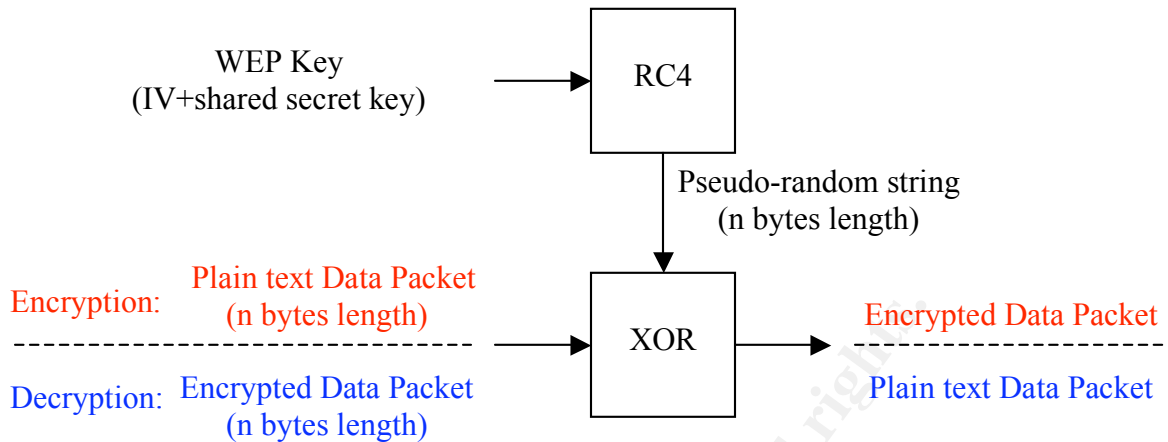 WEP Key
(IV+shared secret key)
RC4
Pseudo-random string
(n bytes length)
Encryption:
Plain text Data Packet
(n bytes length)
XOR
Encrypted Data Packet
Decryption:
Encrypted Data Packet
(n bytes length)
Plain text Data Packet
right